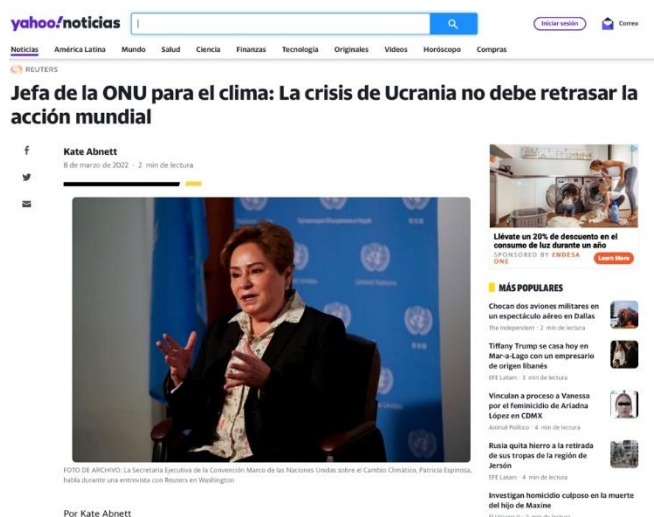 yahoo!noticias
Iniciar sesión
Correo
Noticias América Latina Mundo Salud Ciencia Finanzas Tecnología Originales Videos Horóscopo Compras
REUTERS
Jefa de la ONU para el clima: La crisis de Ucrania no debe retrasar la
acción mundial
Kate Abnett
8 de marzo de 2022 · 2 min de lectura
FOTO DE ARCHIVO: La Secretaria Ejecutiva de la Convención Marco de las Naciones Unidas sobre el Cambio Climático, Patricia Espinosa,
habla durante una entrevista con Reuters en Washington
Por Kate Abnett
Llévate un 20% de descuento en el
consumo de luz durante un año
SPONSORED BY ENDESA
ONE
Learn More
MÁS POPULARES
Chocan dos aviones militares en
un espectáculo aéreo en Dallas
The Independent · 2 min de lectura
Tiffany Trump se casa hoy en
Mar-a-Lago con un empresario
de origen libanés
EFE Latam · 3 min de lectura
Vinculan a proceso a Vanessa
por el feminicidio de Ariadna
López en CDMX
Animal Político · 4 min de lectura
Rusia quita hierro a la retirada
de sus tropas de la región de
Jersón
EFE Latam · 4 min de lectura
Investigan homicidio culposo en la muerte
del hijo de Maxine